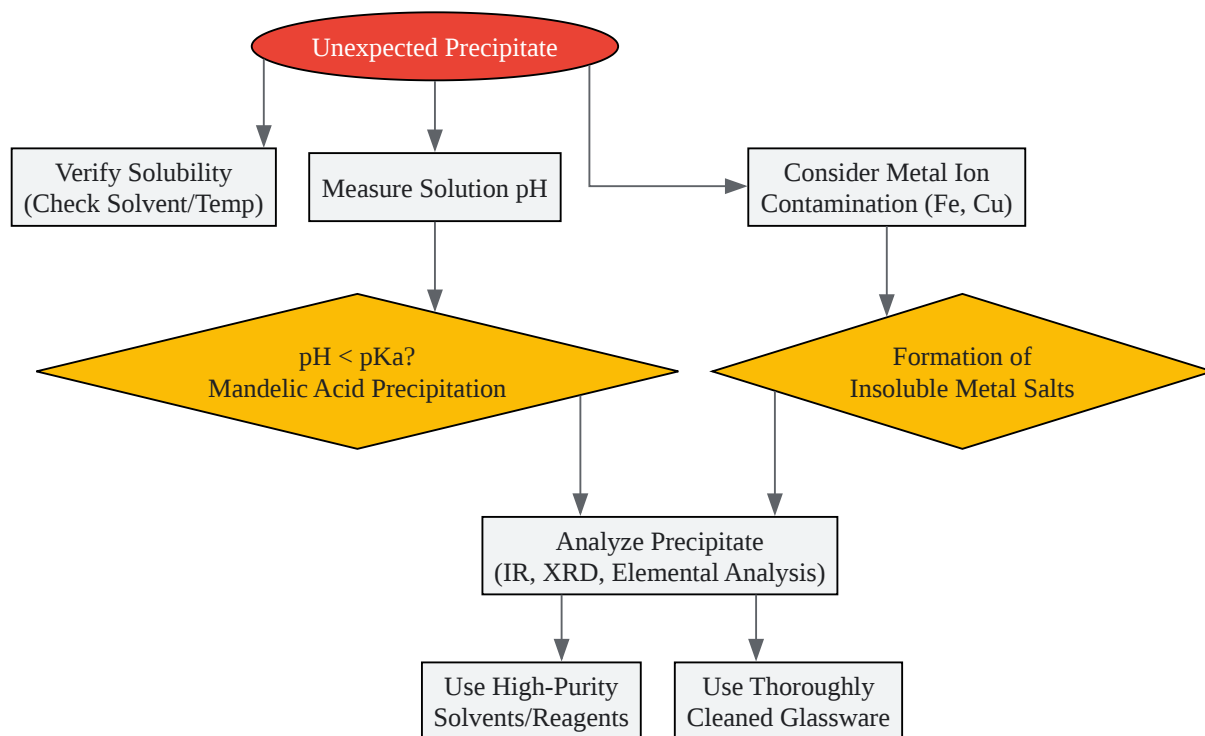 Unexpected Precipitate
Verify Solubility
(Check Solvent/Temp)
Measure Solution pH
Consider Metal Ion
Contamination (Fe, Cu)
pH < pKa?
Mandelic Acid Precipitation
Formation of
Insoluble Metal Salts
Analyze Precipitate
(IR, XRD, Elemental Analysis)
Use High-Purity
Solvents/Reagents
Use Thoroughly
Cleaned Glassware